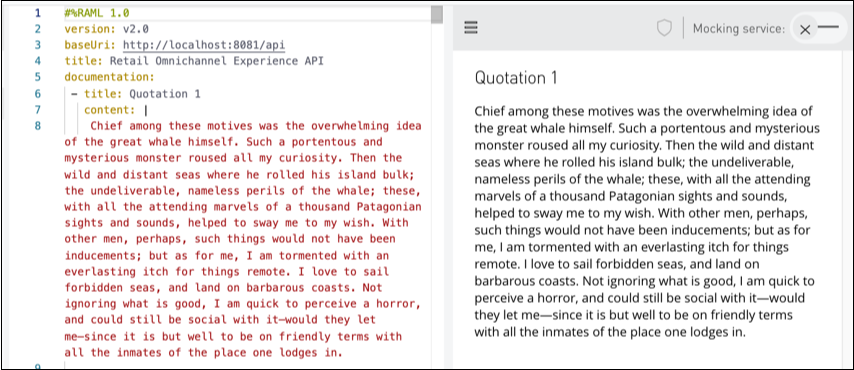 1 #%RAML 1.0
2 version: v2.0
3 baseUri: http://localhost:8081/api
4 title: Retail Omnichannel Experience API
5 documentation:
6 - title: Quotation 1
7 content: |
8 Chief among these motives was the overwhelming idea
of the great whale himself. Such a portentous and
mysterious monster roused all my curiosity. Then the
wild and distant seas where he rolled his island bulk;
the undeliverable, nameless perils of the whale; these,
with all the attending marvels of a thousand Patagonian
sights and sounds, helped to sway me to my wish. With
other men, perhaps, such things would not have been
inducements; but as for me, I am tormented with an
everlasting itch for things remote. I love to sail
forbidden seas, and land on barbarous coasts. Not
ignoring what is good, I am quick to perceive a horror,
and could still be social with it—would they let
me—since it is but well to be on friendly terms with
all the inmates of the place one lodges in.
Mocking service:
Quotation 1
Chief among these motives was the overwhelming idea of
the great whale himself. Such a portentous and mysterious
monster roused all my curiosity. Then the wild and distant
seas where he rolled his island bulk; the undeliverable,
nameless perils of the whale; these, with all the attending
marvels of a thousand Patagonian sights and sounds,
helped to sway me to my wish. With other men, perhaps,
such things would not have been inducements; but as for
me, I am tormented with an everlasting itch for things
remote. I love to sail forbidden seas, and land on
barbarous coasts. Not ignoring what is good, I am quick to
perceive a horror, and could still be social with it—would
they let me—since it is but well to be on friendly terms
with all the inmates of the place one lodges in.